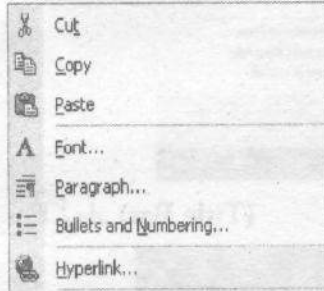 Cut
Copy
Paste
Font...
Paragraph...
Bullets and Numbering...
Hyperlink...